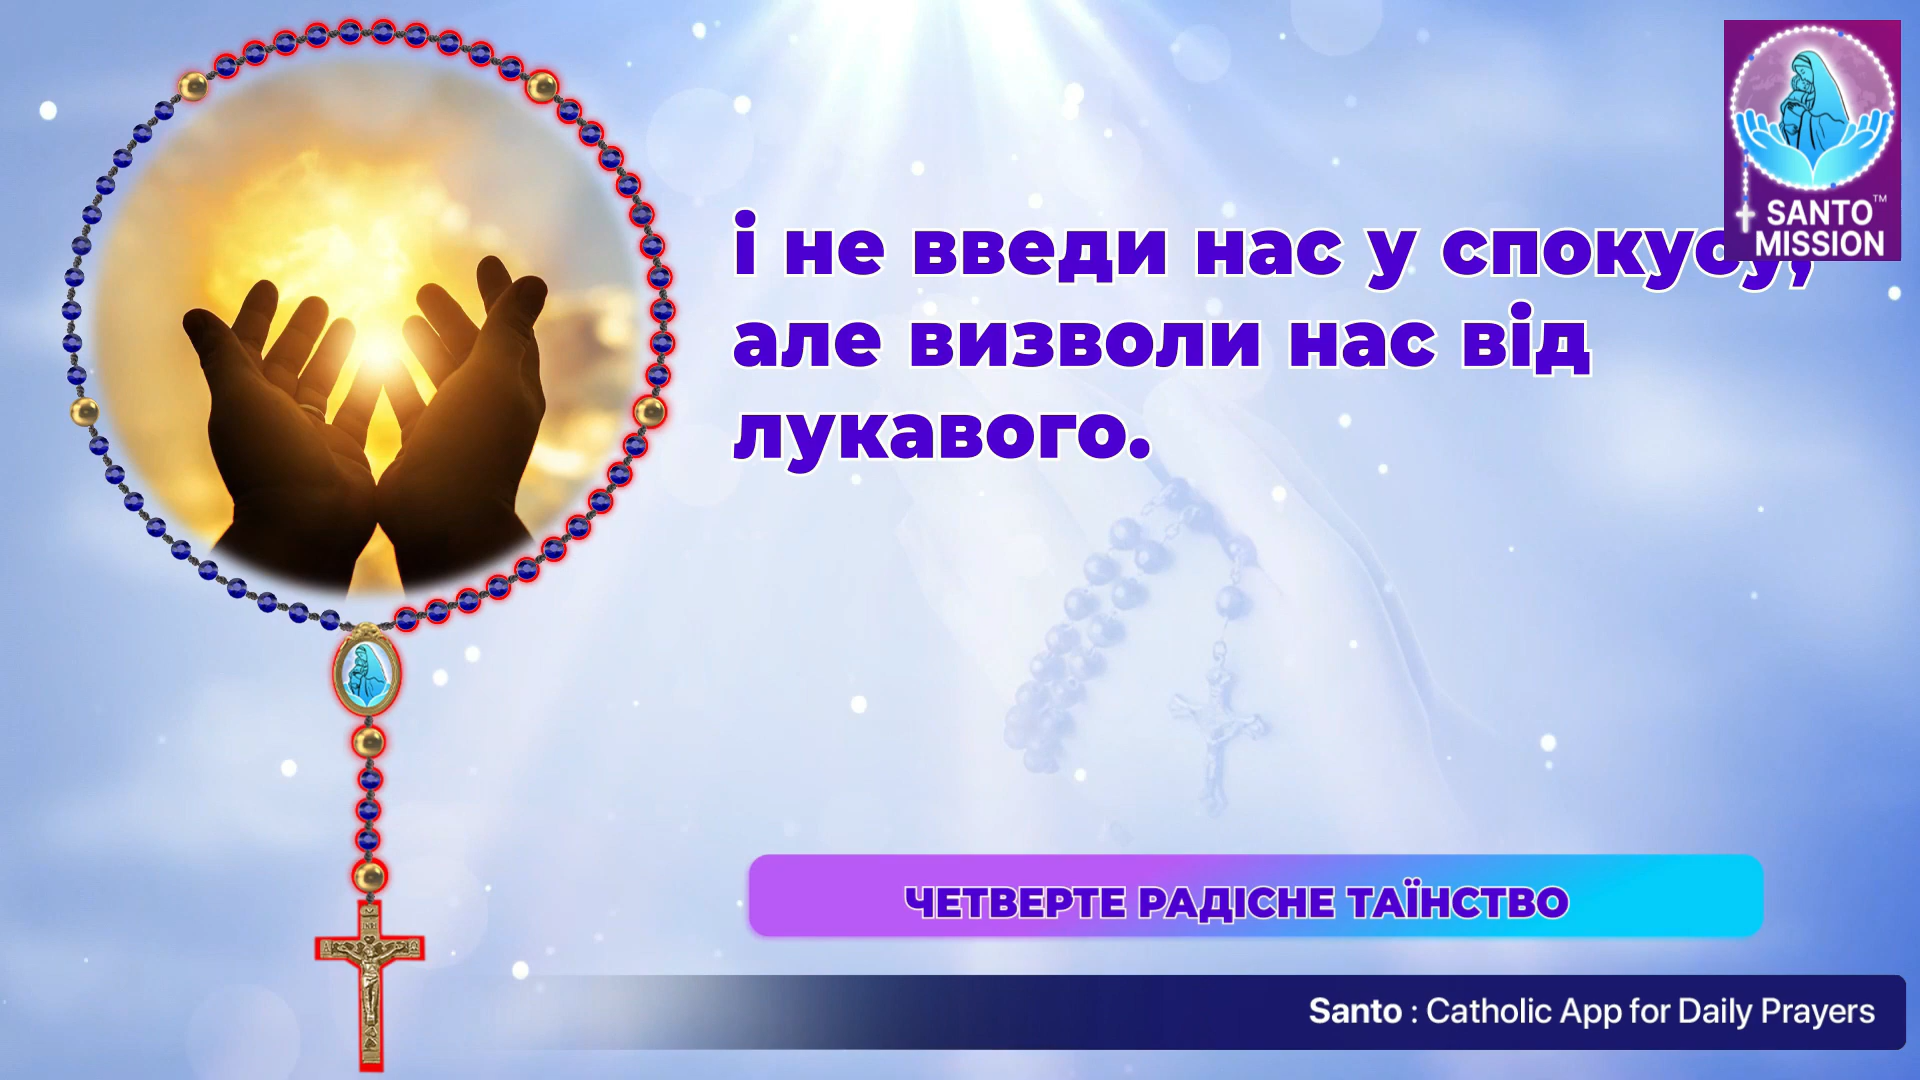 SANTO™
MISSION
і не введи нас у спокусу,
але визволи нас від
лукавого.
ЧЕТВЕРТЕ РАДІСНЕ ТАЇНСТВО
Santo : Catholic App for Daily Prayers